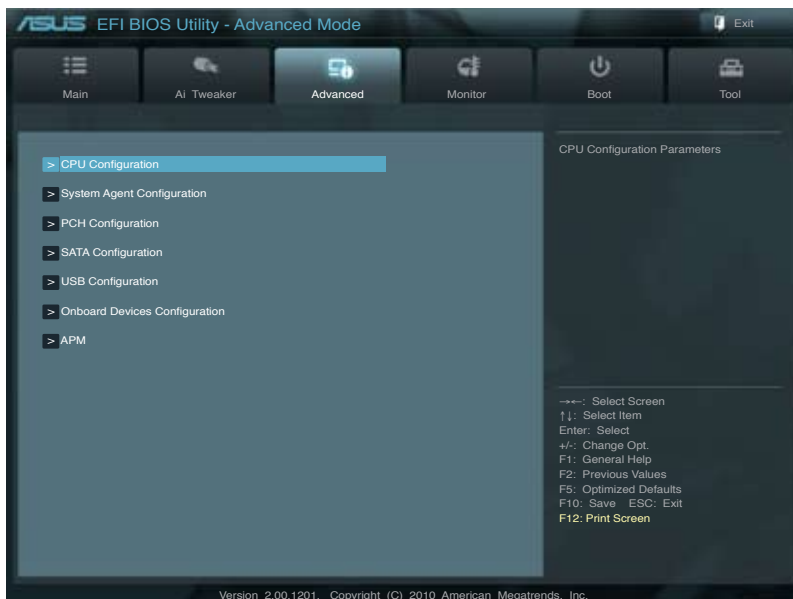 ASUS EFI BIOS Utility - Advanced Mode
Exit
Main
Ai Tweaker
Advanced
Monitor
Boot
Tool
> CPU Configuration
> System Agent Configuration
> PCH Configuration
> SATA Configuration
> USB Configuration
> Onboard Devices Configuration
> APM
CPU Configuration Parameters
→←: Select Screen
↑↓: Select Item
Enter: Select
+/-: Change Opt.
F1: General Help
F2: Previous Values
F5: Optimized Defaults
F10: Save ESC: Exit
F12: Print Screen
Version 2.00.1201. Copyright (C) 2010 American Megatrends, Inc.